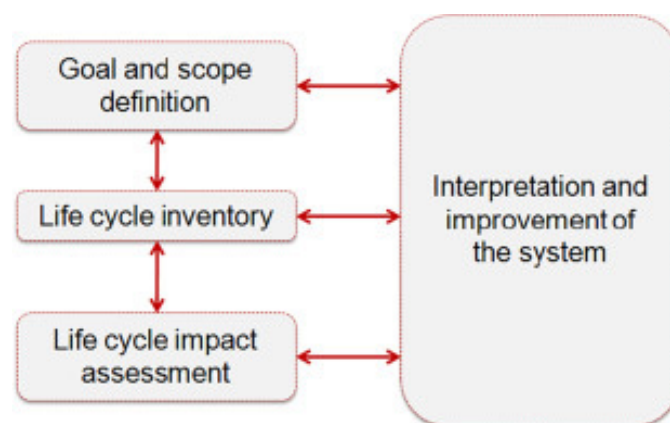 Goal and scope
definition
Life cycle inventory
Life cycle impact
assessment
Interpretation and
improvement of
the system